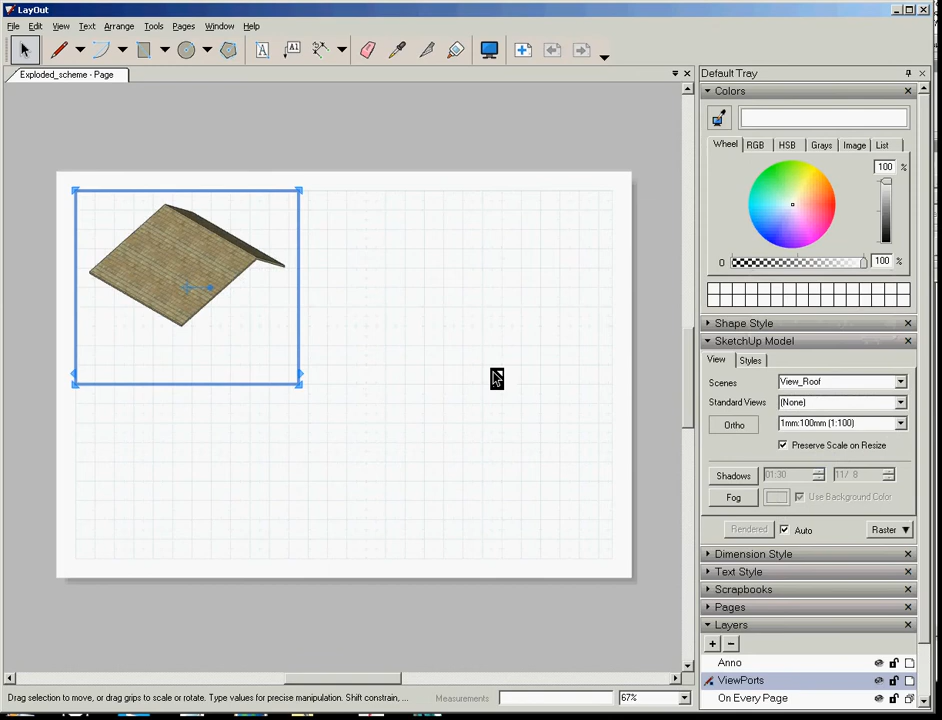 LayOut
File Edit View Text Arrange Tools Pages Window Help
A A1
Exploded_scheme - Page
Default Tray
Colors
Wheel RGB HSB Grays Image List
100 %
0 100 %
Shape Style
SketchUp Model
View Styles
Scenes View_Roof
Standard Views (None)
Ortho 1mm:100mm (1:100)
Preserve Scale on Resize
Shadows 01:30 11/ 8
Fog Use Background Color
Rendered Auto Raster
Dimension Style
Text Style
Scrapbooks
Pages
Layers
Anno
ViewPorts
On Every Page
Drag selection to move, or drag grips to scale or rotate. Type values for precise manipulation. Shift constrain, ... Measurements: 67%